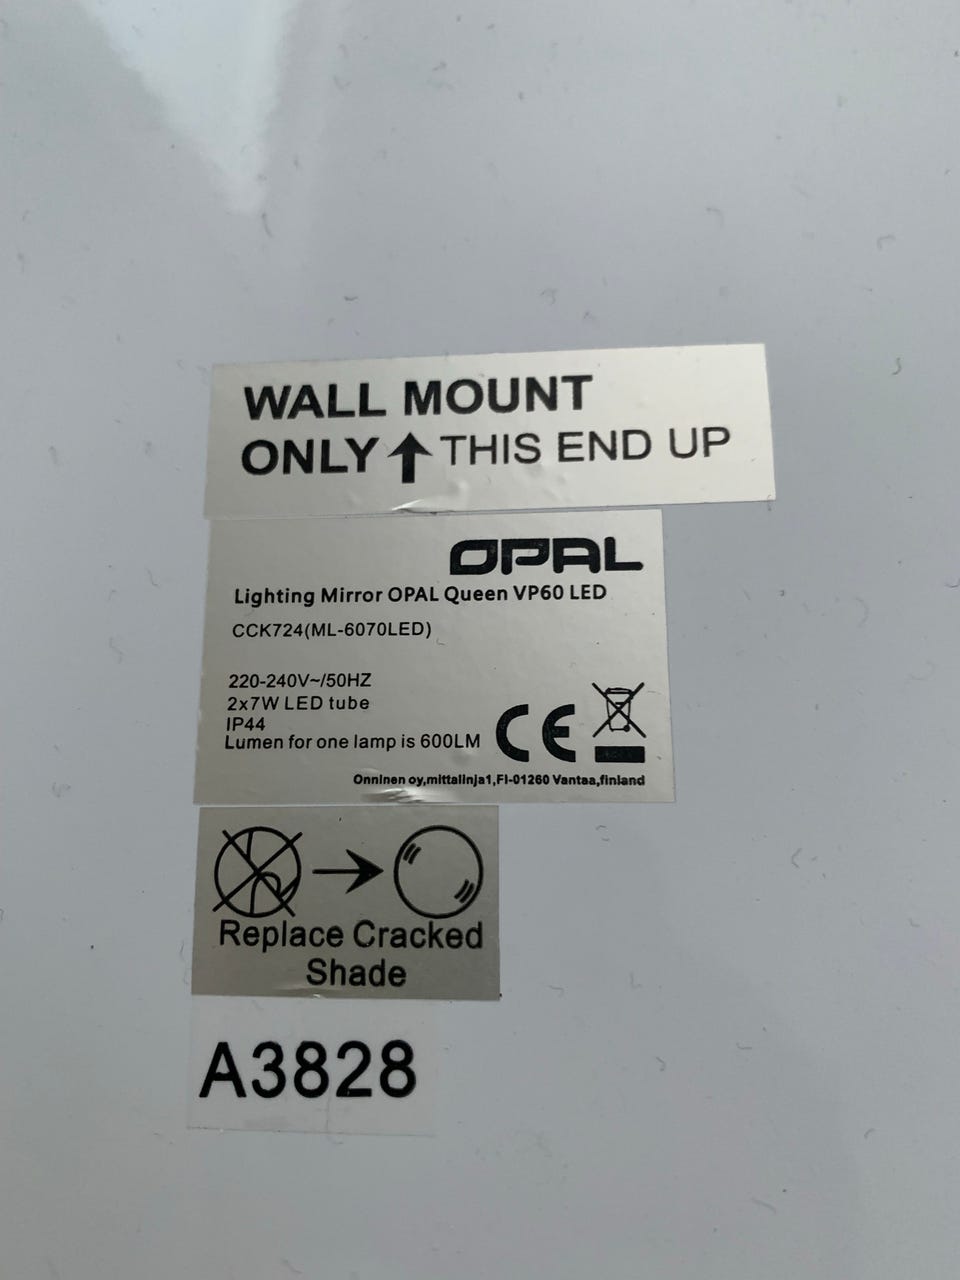 WALL MOUNT
ONLY ↑ THIS END UP
OPAL
Lighting Mirror OPAL Queen VP60 LED
CCK724(ML-6070LED)
220-240V~/50HZ
2x7W LED tube
IP44
Lumen for one lamp is 600LM
CE
Onninen oy,mittalinja1,FI-01260 Vantaa,finland
Replace Cracked
Shade
A3828